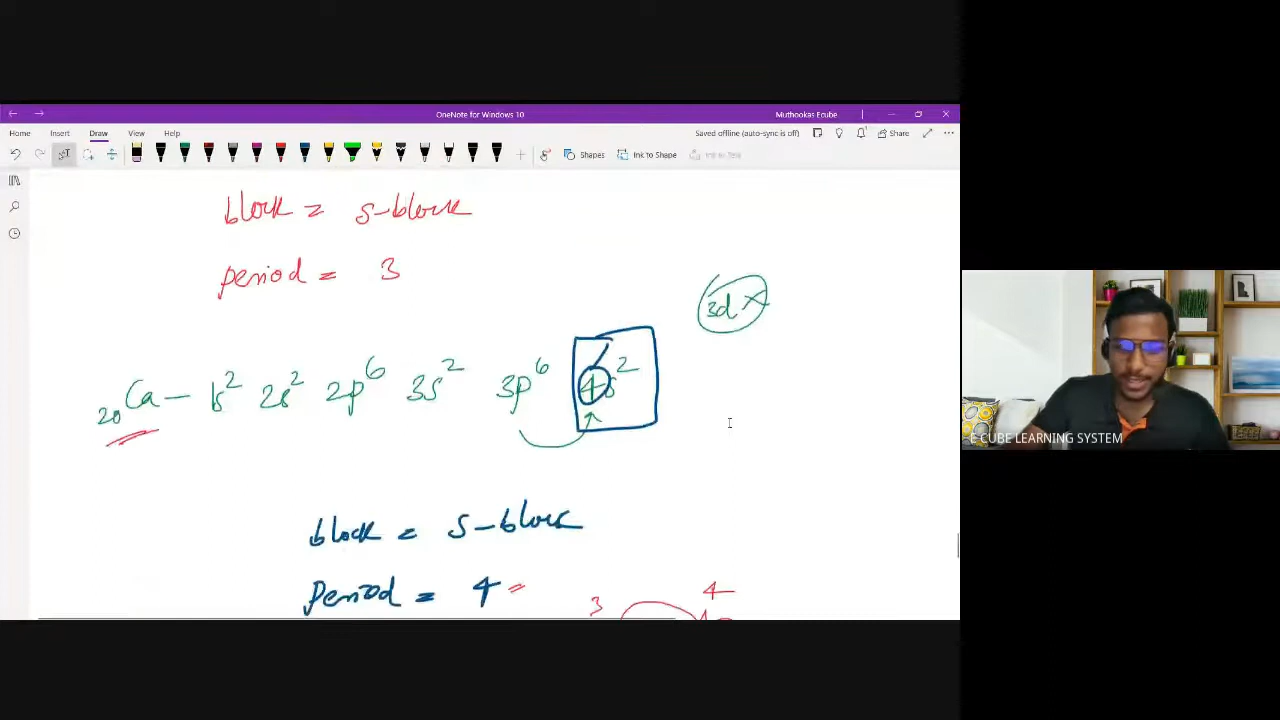 OneNote for Windows 10
Muthookas Ecube
Home Insert Draw View Help
Saved offline (auto-sync is off)
Share
Shapes
Ink to Shape
block = s-block
period = 3
3d ×
20Ca - 1s² 2s² 2p⁶ 3s² 3p⁶ 4s²
block = s-block
period = 4
3
4
E CUBE LEARNING SYSTEM